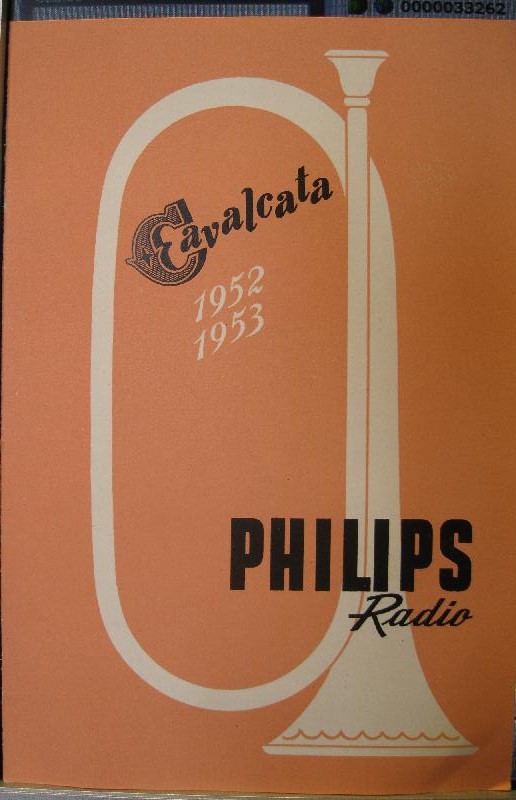 0000033262
Cavalcata
1952
1953
PHILIPS
Radio